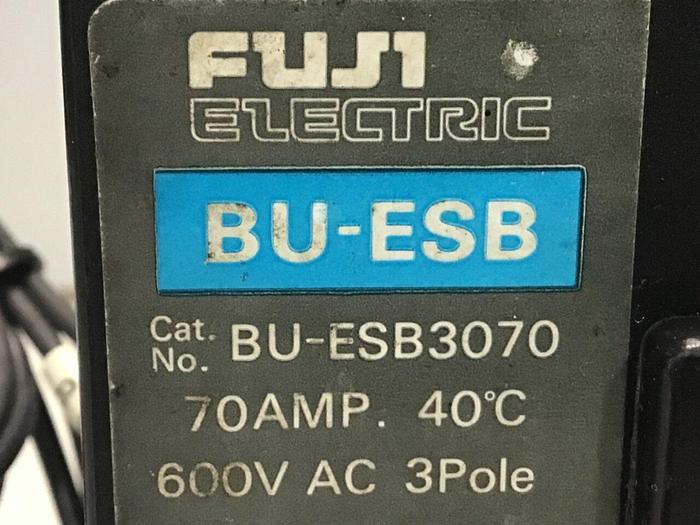 FUJI
ELECTRIC
BU-ESB
Cat. No. BU-ESB3070
70AMP. 40°C
600V AC 3Pole